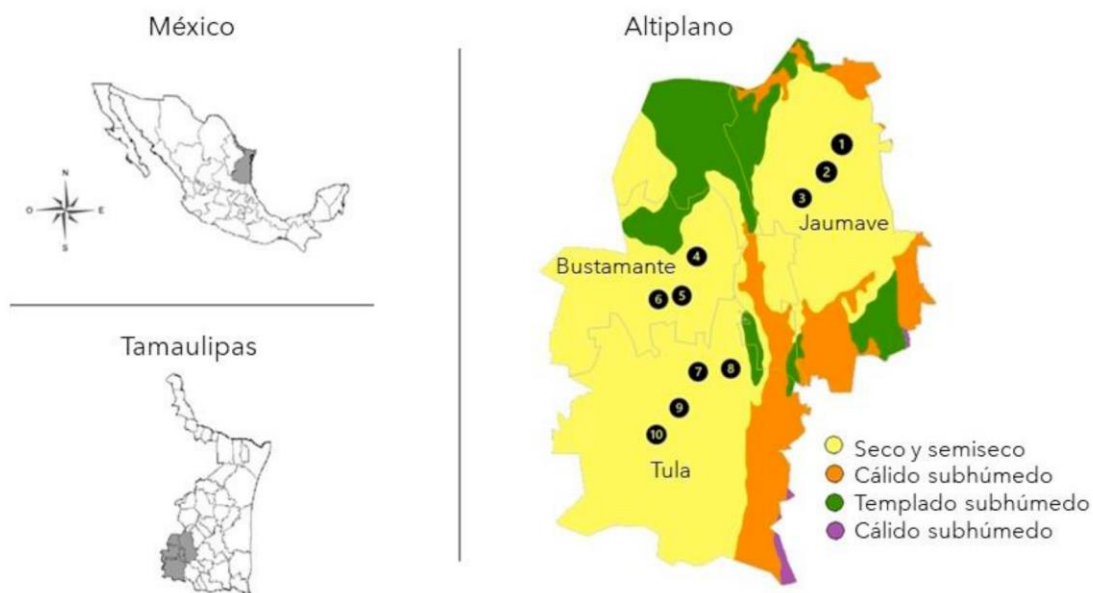 México
N
O
E
S
Tamaulipas
Altiplano
1
2
3
Jaumave
4
Bustamante
5
6
7
8
9
10
Tula
Seco y semiseco
Cálido subhúmedo
Templado subhúmedo
Cálido subhúmedo